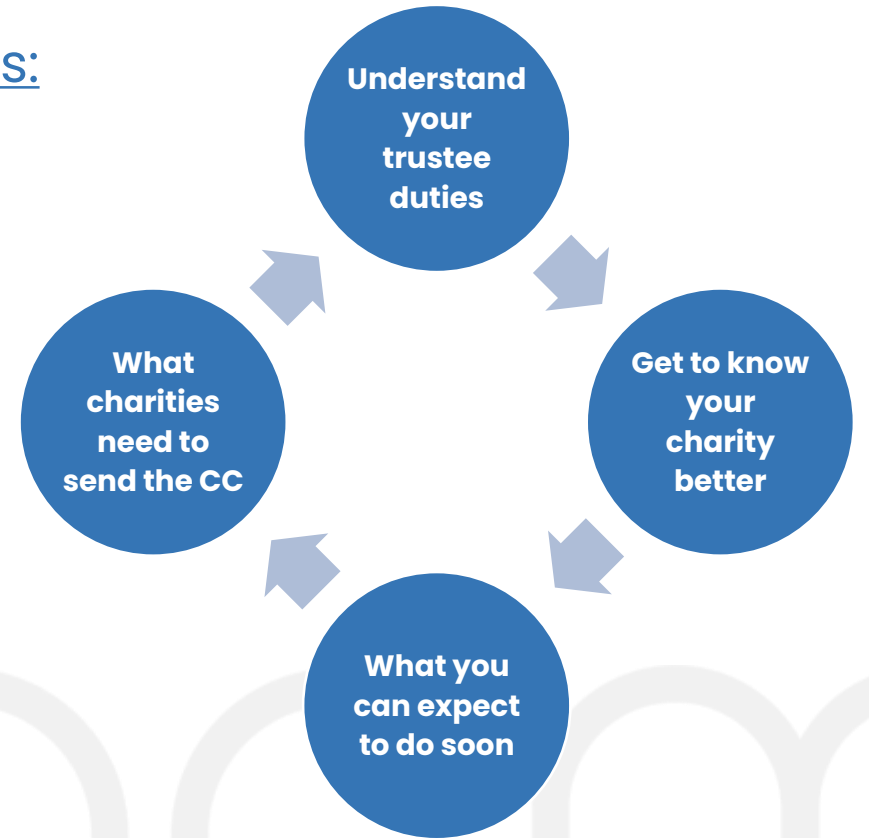 s:
Understand
your
trustee
duties
Get to know
your
charity
better
What you
can expect
to do soon
What
charities
need to
send the CC